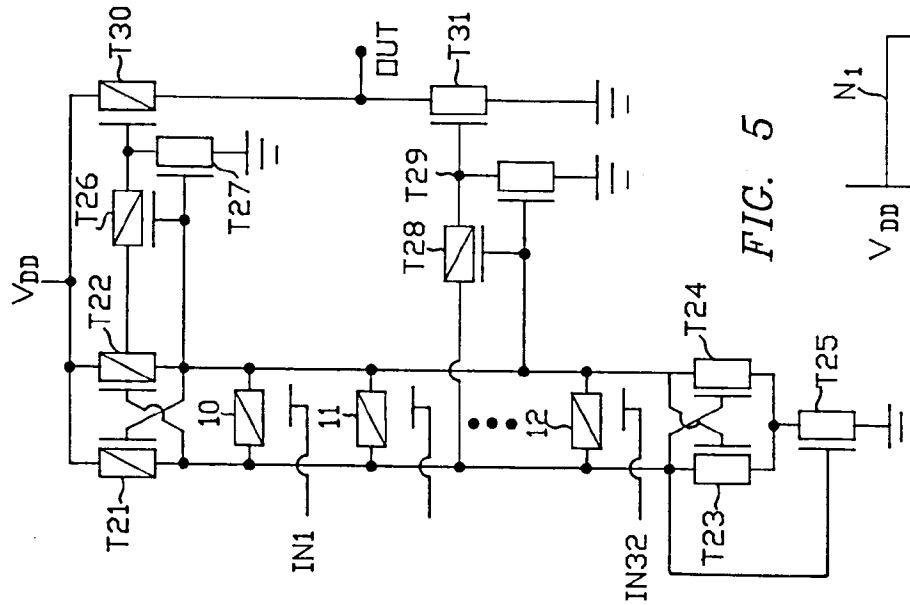 VDD
T30
T26
T22
T21
T27
10
IN1
11
OUT
T31
T29
T28
12
IN32
T24
T23
T25
FIG. 5
N1
VDD